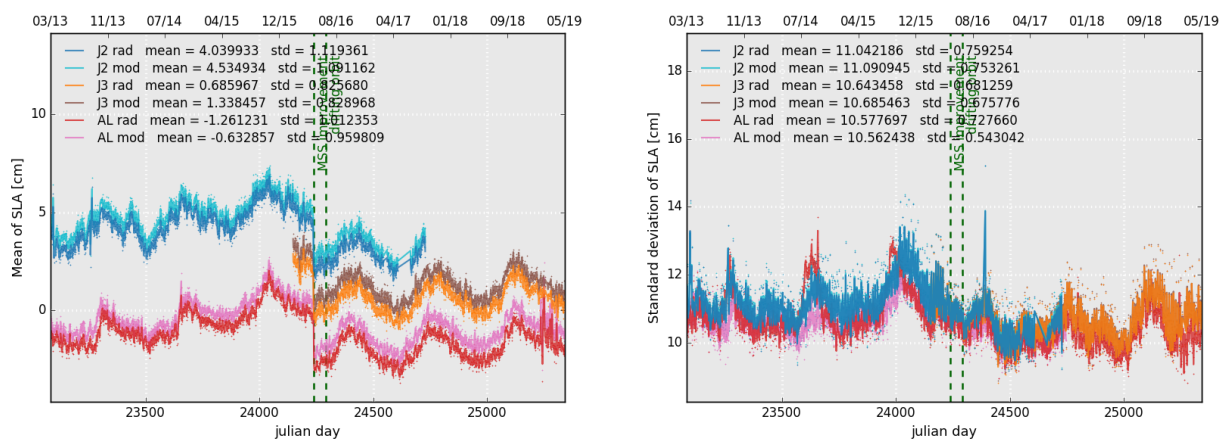 03/13 11/13 07/14 04/15 12/15 08/16 04/17 01/18 09/18 05/19
J2 rad mean = 4.039933 std = 1.119361
J2 mod mean = 4.534934 std = 1.091162
J3 rad mean = 0.685967 std = 0.825680
J3 mod mean = 1.338457 std = 0.828968
AL rad mean = -1.261231 std = 1.012353
AL mod mean = -0.632857 std = 0.959809
MSS improvement
drifting orbit
Mean of SLA [cm]
10
5
0
23500 24000 24500 25000
julian day
03/13 11/13 07/14 04/15 12/15 08/16 04/17 01/18 09/18 05/19
J2 rad mean = 11.042186 std = 0.759254
J2 mod mean = 11.090945 std = 0.753261
J3 rad mean = 10.643458 std = 0.681259
J3 mod mean = 10.685463 std = 0.675776
AL rad mean = 10.577697 std = 0.727660
AL mod mean = 10.562438 std = 0.543042
MSS improvement
drifting orbit
Standard deviation of SLA [cm]
18
16
14
12
10
23500 24000 24500 25000
julian day